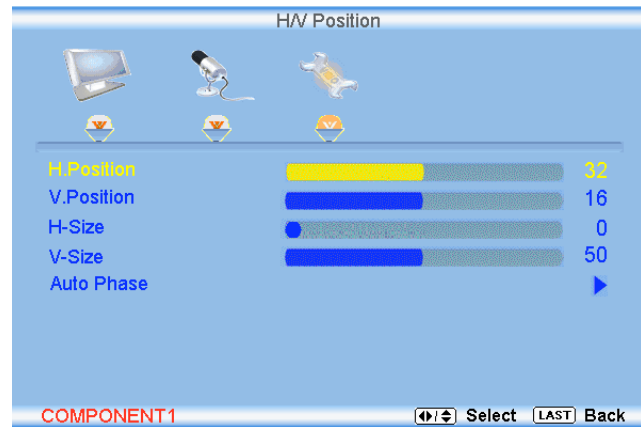 H/V Position
H.Position 32
V.Position 16
H-Size 0
V-Size 50
Auto Phase
COMPONENT1 Select LAST Back